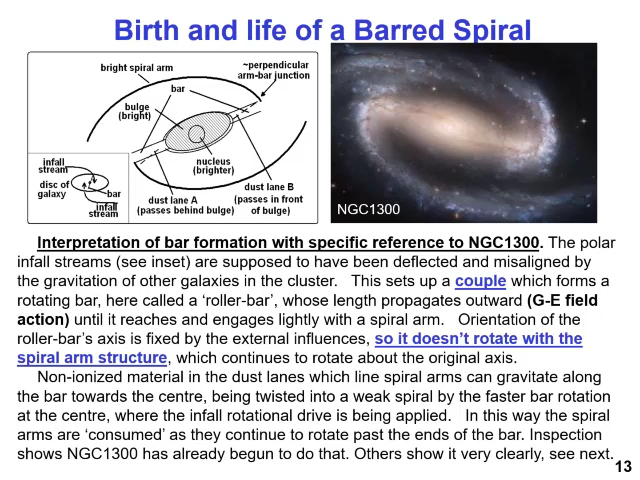 Birth and life of a Barred Spiral
bright spiral arm
~perpendicular
arm-bar junction
bar
bulge
(bright)
nucleus
(brighter)
infall
stream
disc of
galaxy
bar
infall
stream
dust lane A
(passes behind bulge)
dust lane B
(passes in front
of bulge)
NGC1300
Interpretation of bar formation with specific reference to NGC1300. The polar
infall streams (see inset) are supposed to have been deflected and misaligned by
the gravitation of other galaxies in the cluster. This sets up a couple which forms a
rotating bar, here called a ‘roller-bar’, whose length propagates outward (G-E field
action) until it reaches and engages lightly with a spiral arm. Orientation of the
roller-bar’s axis is fixed by the external influences, so it doesn’t rotate with the
spiral arm structure, which continues to rotate about the original axis.
Non-ionized material in the dust lanes which line spiral arms can gravitate along
the bar towards the centre, being twisted into a weak spiral by the faster bar rotation
at the centre, where the infall rotational drive is being applied. In this way the spiral
arms are ‘consumed’ as they continue to rotate past the ends of the bar. Inspection
shows NGC1300 has already begun to do that. Others show it very clearly, see next.
13